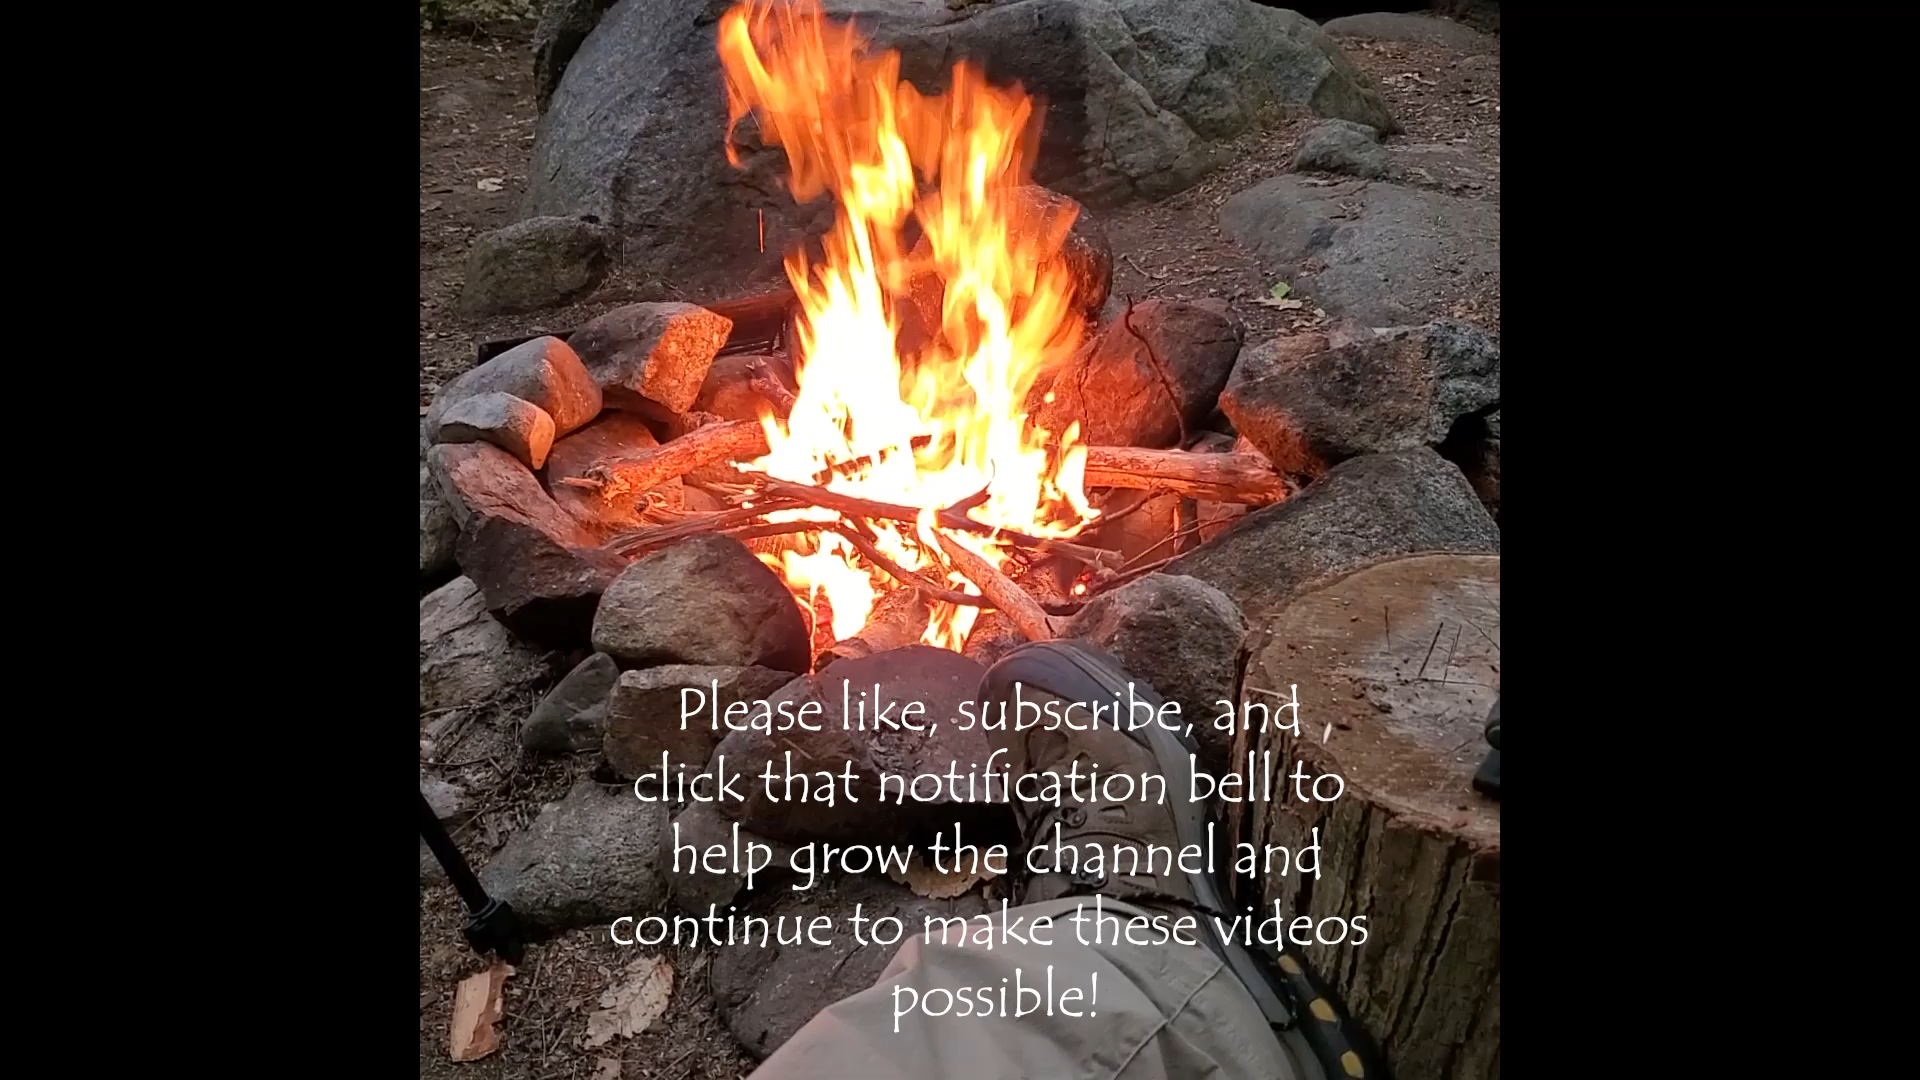 Please like, subscribe, and
click that notification bell to
help grow the channel and
continue to make these videos
possible!